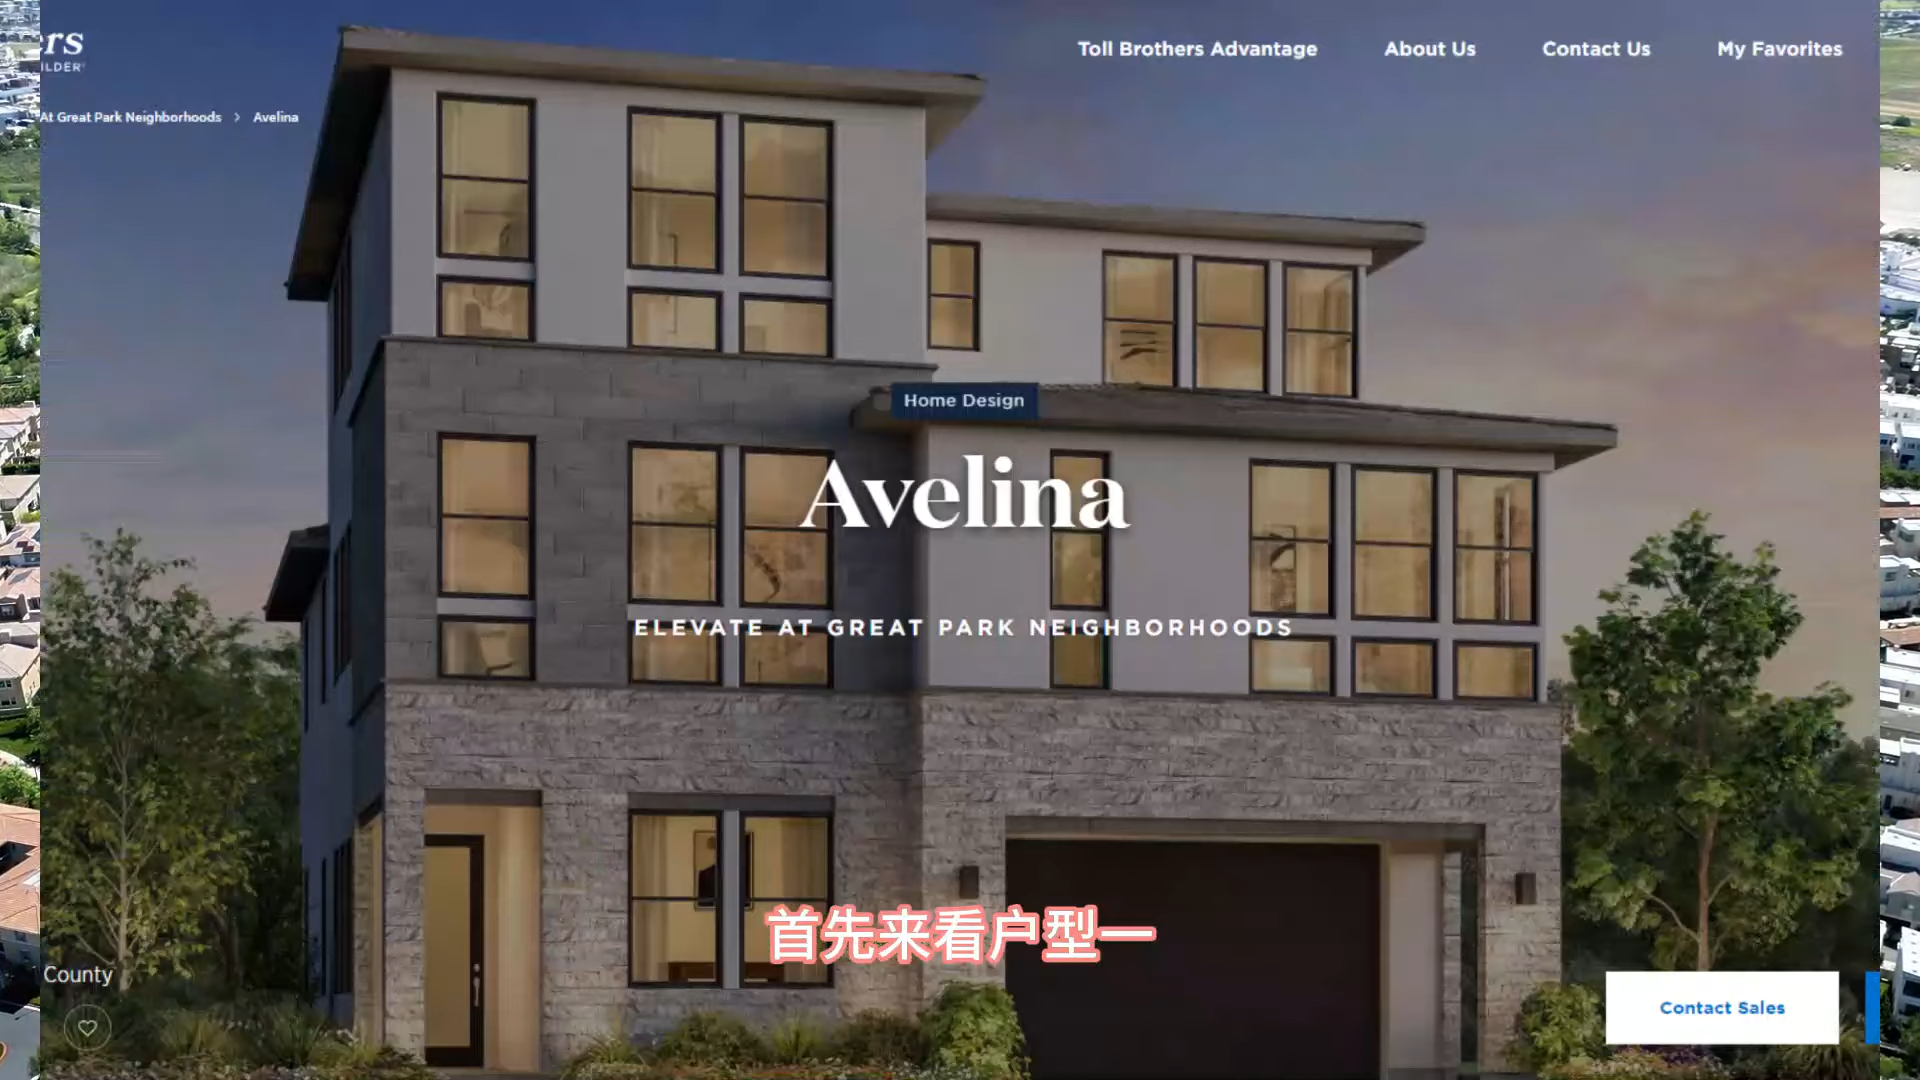 ers
ILDER
Toll Brothers Advantage
About Us
Contact Us
My Favorites
At Great Park Neighborhoods > Avelina
Home Design
Avelina
ELEVATE AT GREAT PARK NEIGHBORHOODS
首先来看户型一
County
Contact Sales